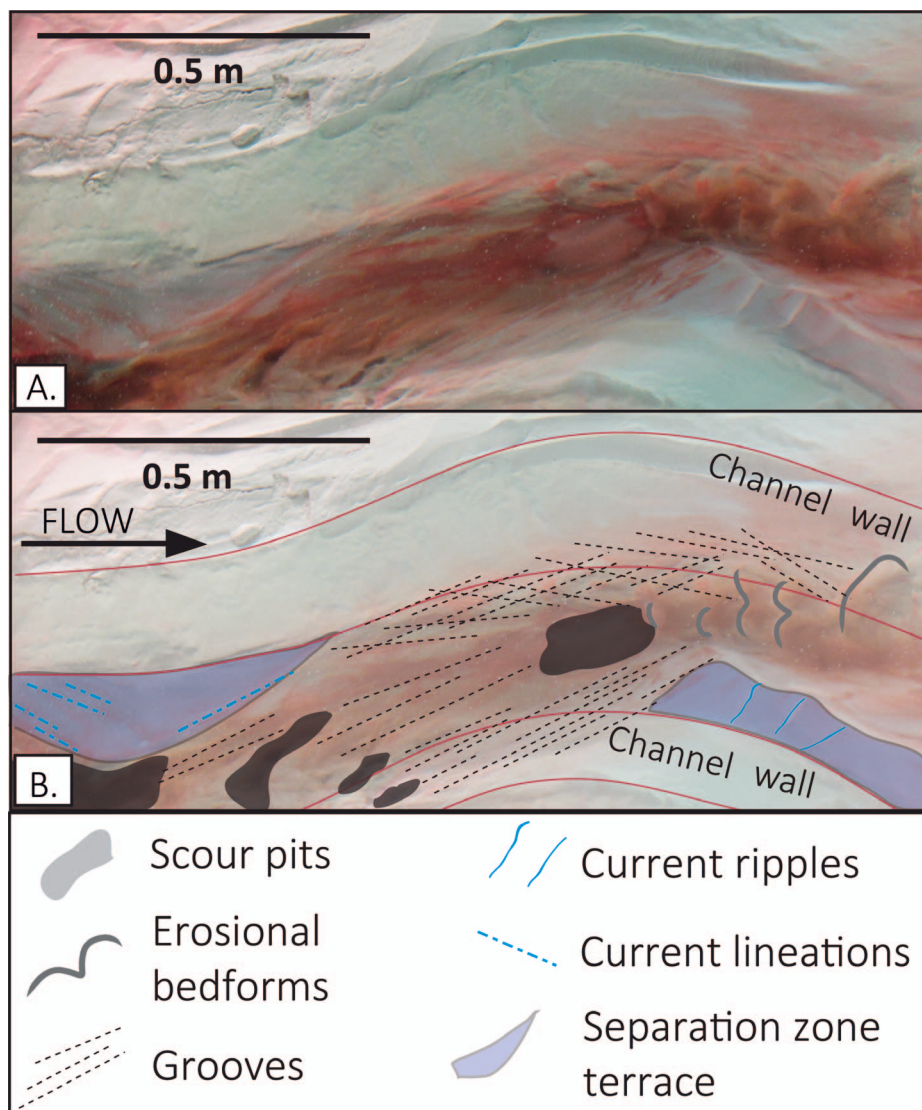 0.5 m
A.
0.5 m
FLOW
Channel wall
Channel wall
B.
Scour pits
Current ripples
Erosional
bedforms
Current lineations
Grooves
Separation zone
terrace